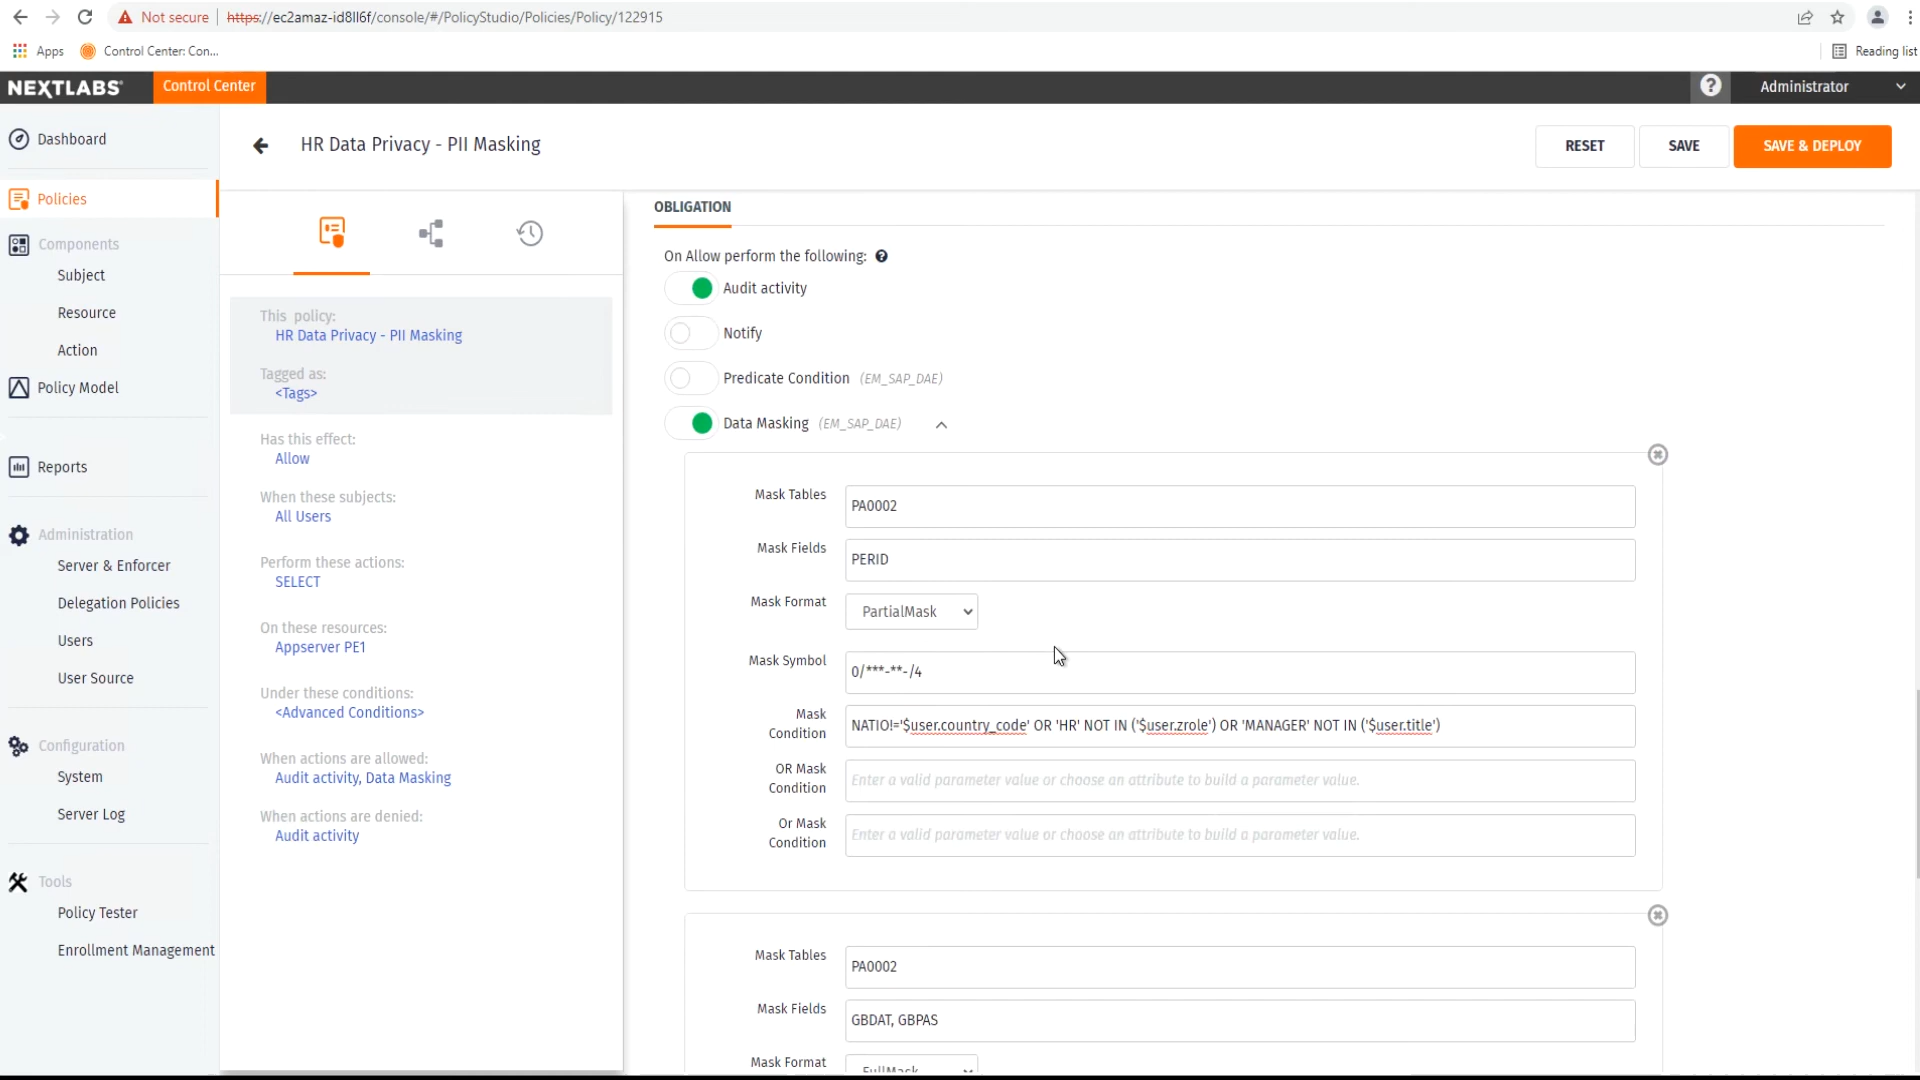 Not secure
https://ec2amaz-id8ll6f/console/#/PolicyStudio/Policies/Policy/122915
Apps
Control Center: Con...
Reading list
NEXTLABS
Control Center
?
Administrator
Dashboard
Policies
Components
Subject
Resource
Action
Policy Model
Reports
Administration
Server & Enforcer
Delegation Policies
Users
User Source
Configuration
System
Server Log
Tools
Policy Tester
Enrollment Management
HR Data Privacy - PII Masking
RESET
SAVE
SAVE & DEPLOY
This policy:
HR Data Privacy - PII Masking
Tagged as:
<Tags>
Has this effect:
Allow
When these subjects:
All Users
Perform these actions:
SELECT
On these resources:
Appserver PE1
Under these conditions:
<Advanced Conditions>
When actions are allowed:
Audit activity, Data Masking
When actions are denied:
Audit activity
OBLIGATION
On Allow perform the following: ?
Audit activity
Notify
Predicate Condition (EM_SAP_DAE)
Data Masking (EM_SAP_DAE)
Mask Tables
PA0002
Mask Fields
PERID
Mask Format
PartialMask
Mask Symbol
0/***-**-/4
Mask
Condition
NATIO!='$user.country_code' OR 'HR' NOT IN ('$user.zrole') OR 'MANAGER' NOT IN ('$user.title')
OR Mask
Condition
Enter a valid parameter value or choose an attribute to build a parameter value.
Or Mask
Condition
Enter a valid parameter value or choose an attribute to build a parameter value.
Mask Tables
PA0002
Mask Fields
GBDAT, GBPAS
Mask Format
FullMask